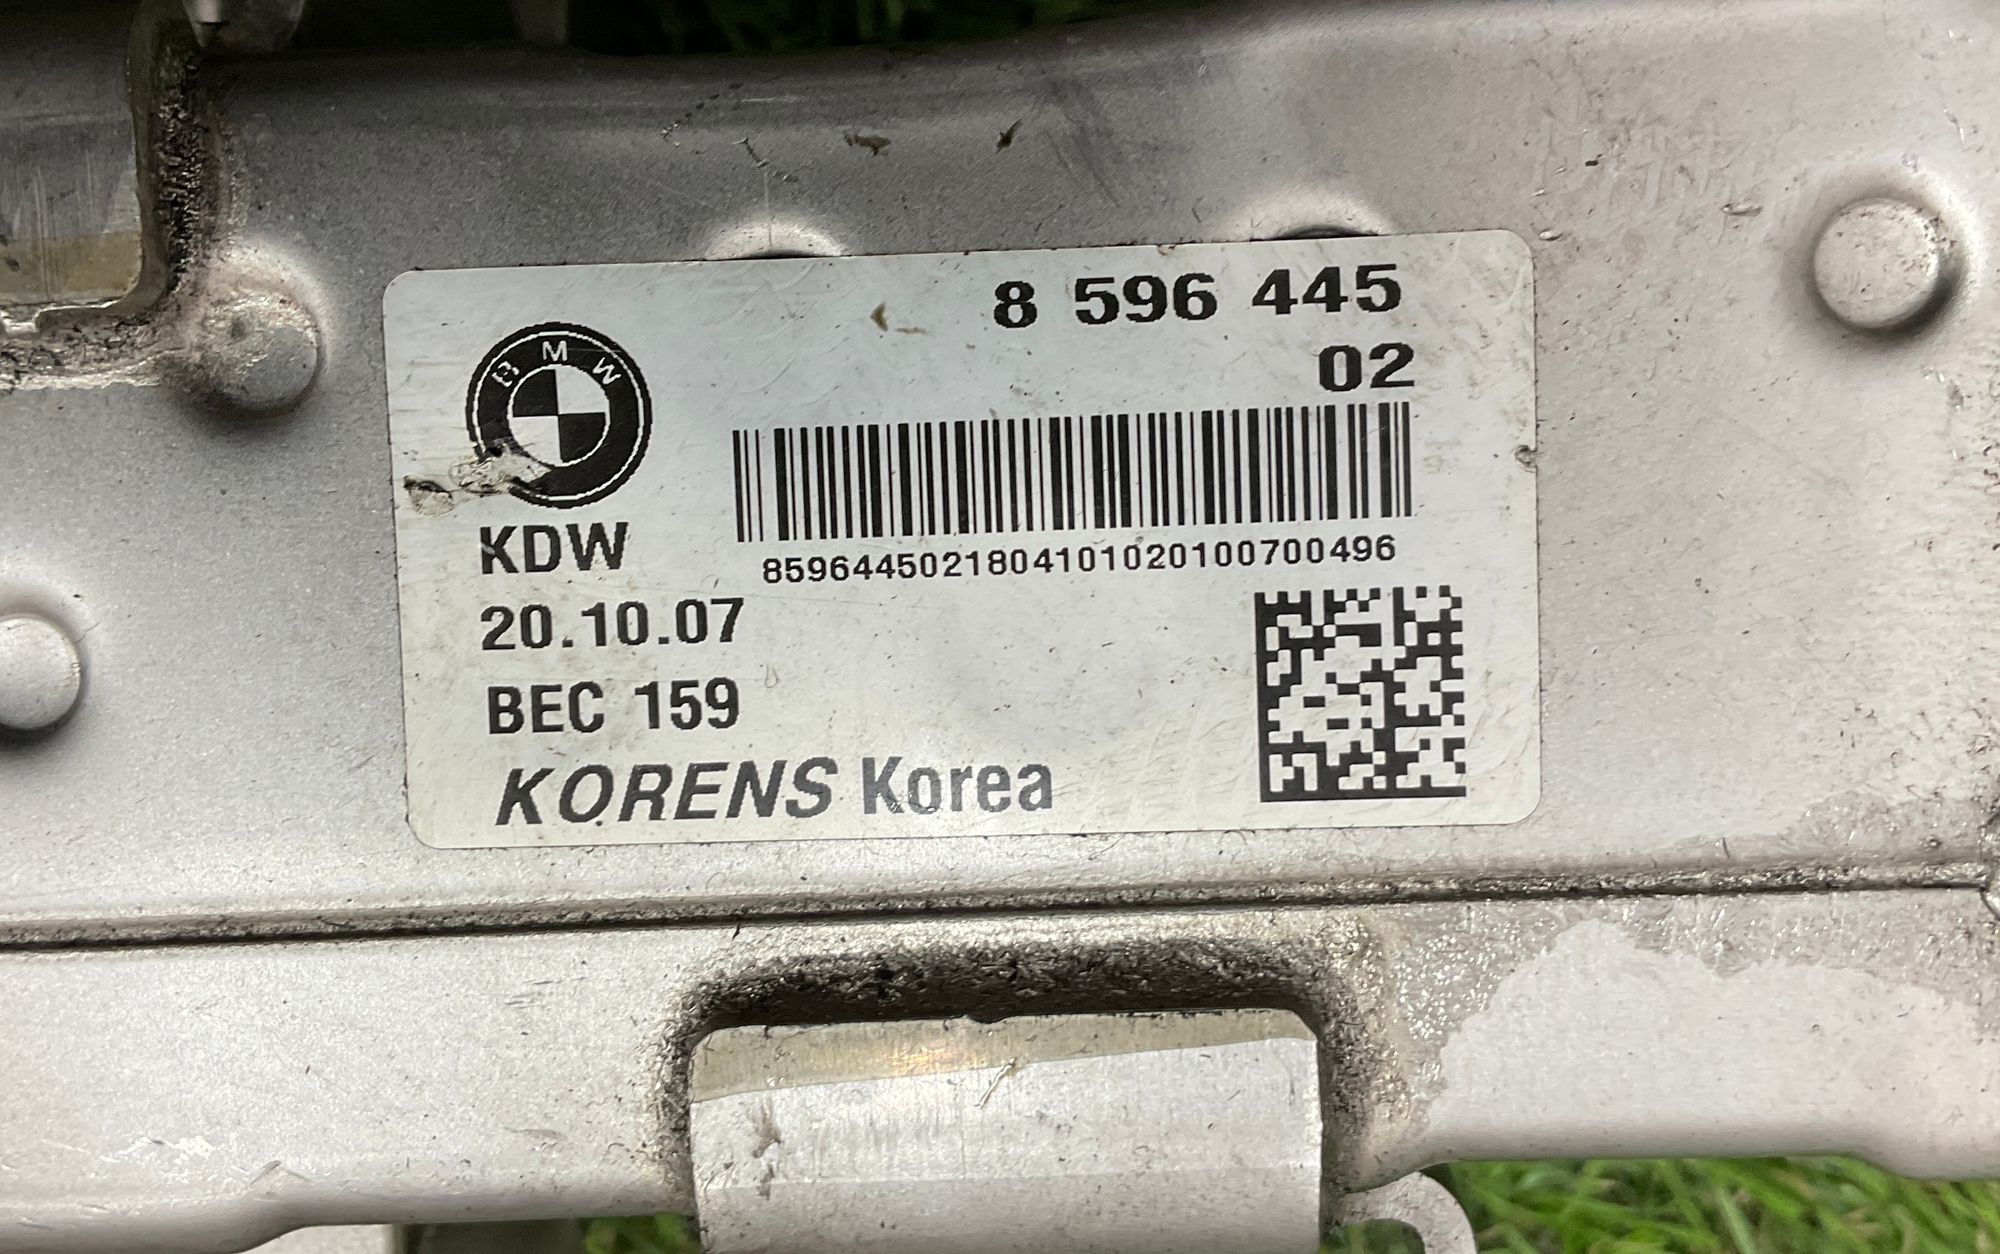 8 596 445
02
BMW
8596445021804101020100700496
KDW
20.10.07
BEC 159
KORENS Korea